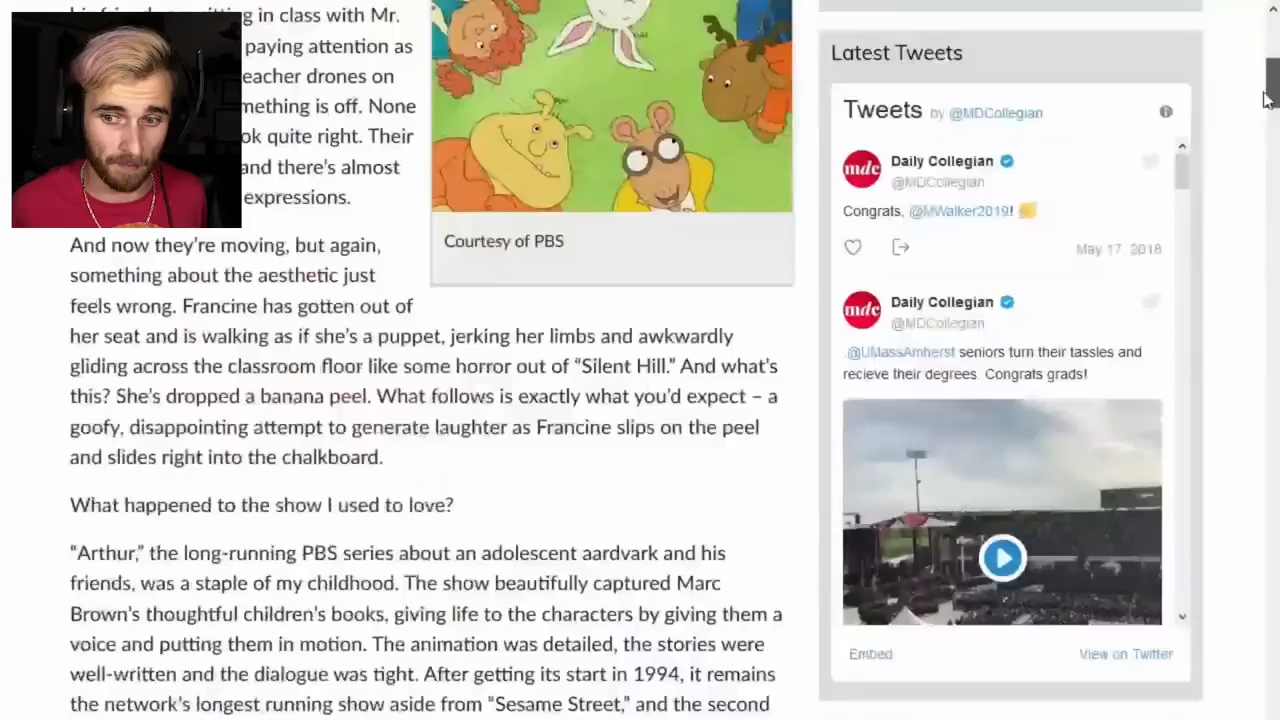 sitting in class with Mr.
paying attention as
eacher drones on
mething is off. None
ok quite right. Their
and there's almost
expressions.
And now they're moving, but again,
something about the aesthetic just
feels wrong. Francine has gotten out of
her seat and is walking as if she's a puppet, jerking her limbs and awkwardly
gliding across the classroom floor like some horror out of “Silent Hill.” And what's
this? She's dropped a banana peel. What follows is exactly what you'd expect – a
goofy, disappointing attempt to generate laughter as Francine slips on the peel
and slides right into the chalkboard.
What happened to the show I used to love?
“Arthur,” the long-running PBS series about an adolescent aardvark and his
friends, was a staple of my childhood. The show beautifully captured Marc
Brown's thoughtful children's books, giving life to the characters by giving them a
voice and putting them in motion. The animation was detailed, the stories were
well-written and the dialogue was tight. After getting its start in 1994, it remains
the network's longest running show aside from “Sesame Street,” and the second
Courtesy of PBS
Latest Tweets
Tweets by @MDCollegian
mdc
Daily Collegian
@MDCollegian
Congrats, @MWalker2019!
May 17, 2018
mdc
Daily Collegian
@MDCollegian
.@UMassAmherst seniors turn their tassles and
recieve their degrees. Congrats grads!
Embed
View on Twitter